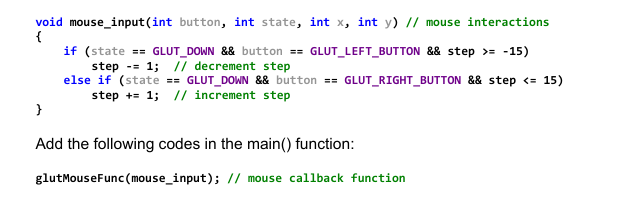 void mouse_input(int button, int state, int x, int y) // mouse interactions
{
    if (state == GLUT_DOWN && button == GLUT_LEFT_BUTTON && step >= -15)
        step -= 1;  // decrement step
    else if (state == GLUT_DOWN && button == GLUT_RIGHT_BUTTON && step <= 15)
        step += 1;  // increment step
}
Add the following codes in the main() function:
glutMouseFunc(mouse_input); // mouse callback function